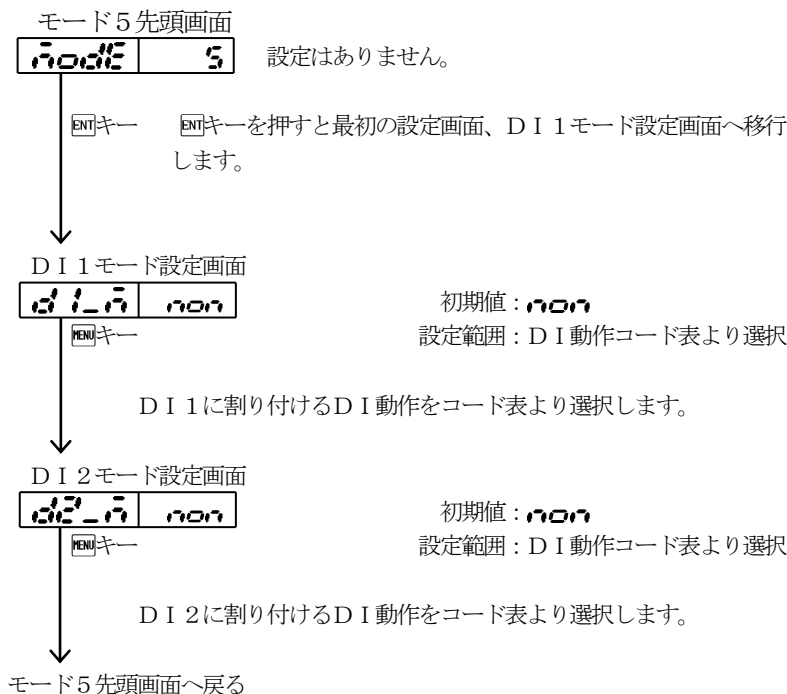 モード5先頭画面
modE 5 設定はありません。
ENTキー ENTキーを押すと最初の設定画面、DI1モード設定画面へ移行
します。
DI1モード設定画面
d1_m non 初期値:non
MENUキー 設定範囲:DI動作コード表より選択
DI1に割り付けるDI動作をコード表より選択します。
DI2モード設定画面
d2_m non 初期値:non
MENUキー 設定範囲:DI動作コード表より選択
DI2に割り付けるDI動作をコード表より選択します。
モード5先頭画面へ戻る